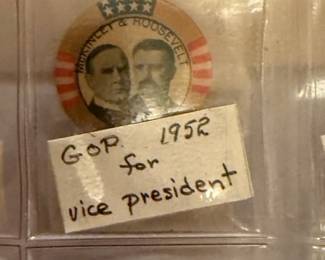 McKINLEY & ROOSEVELT
G.O.P. 1952
for
vice president